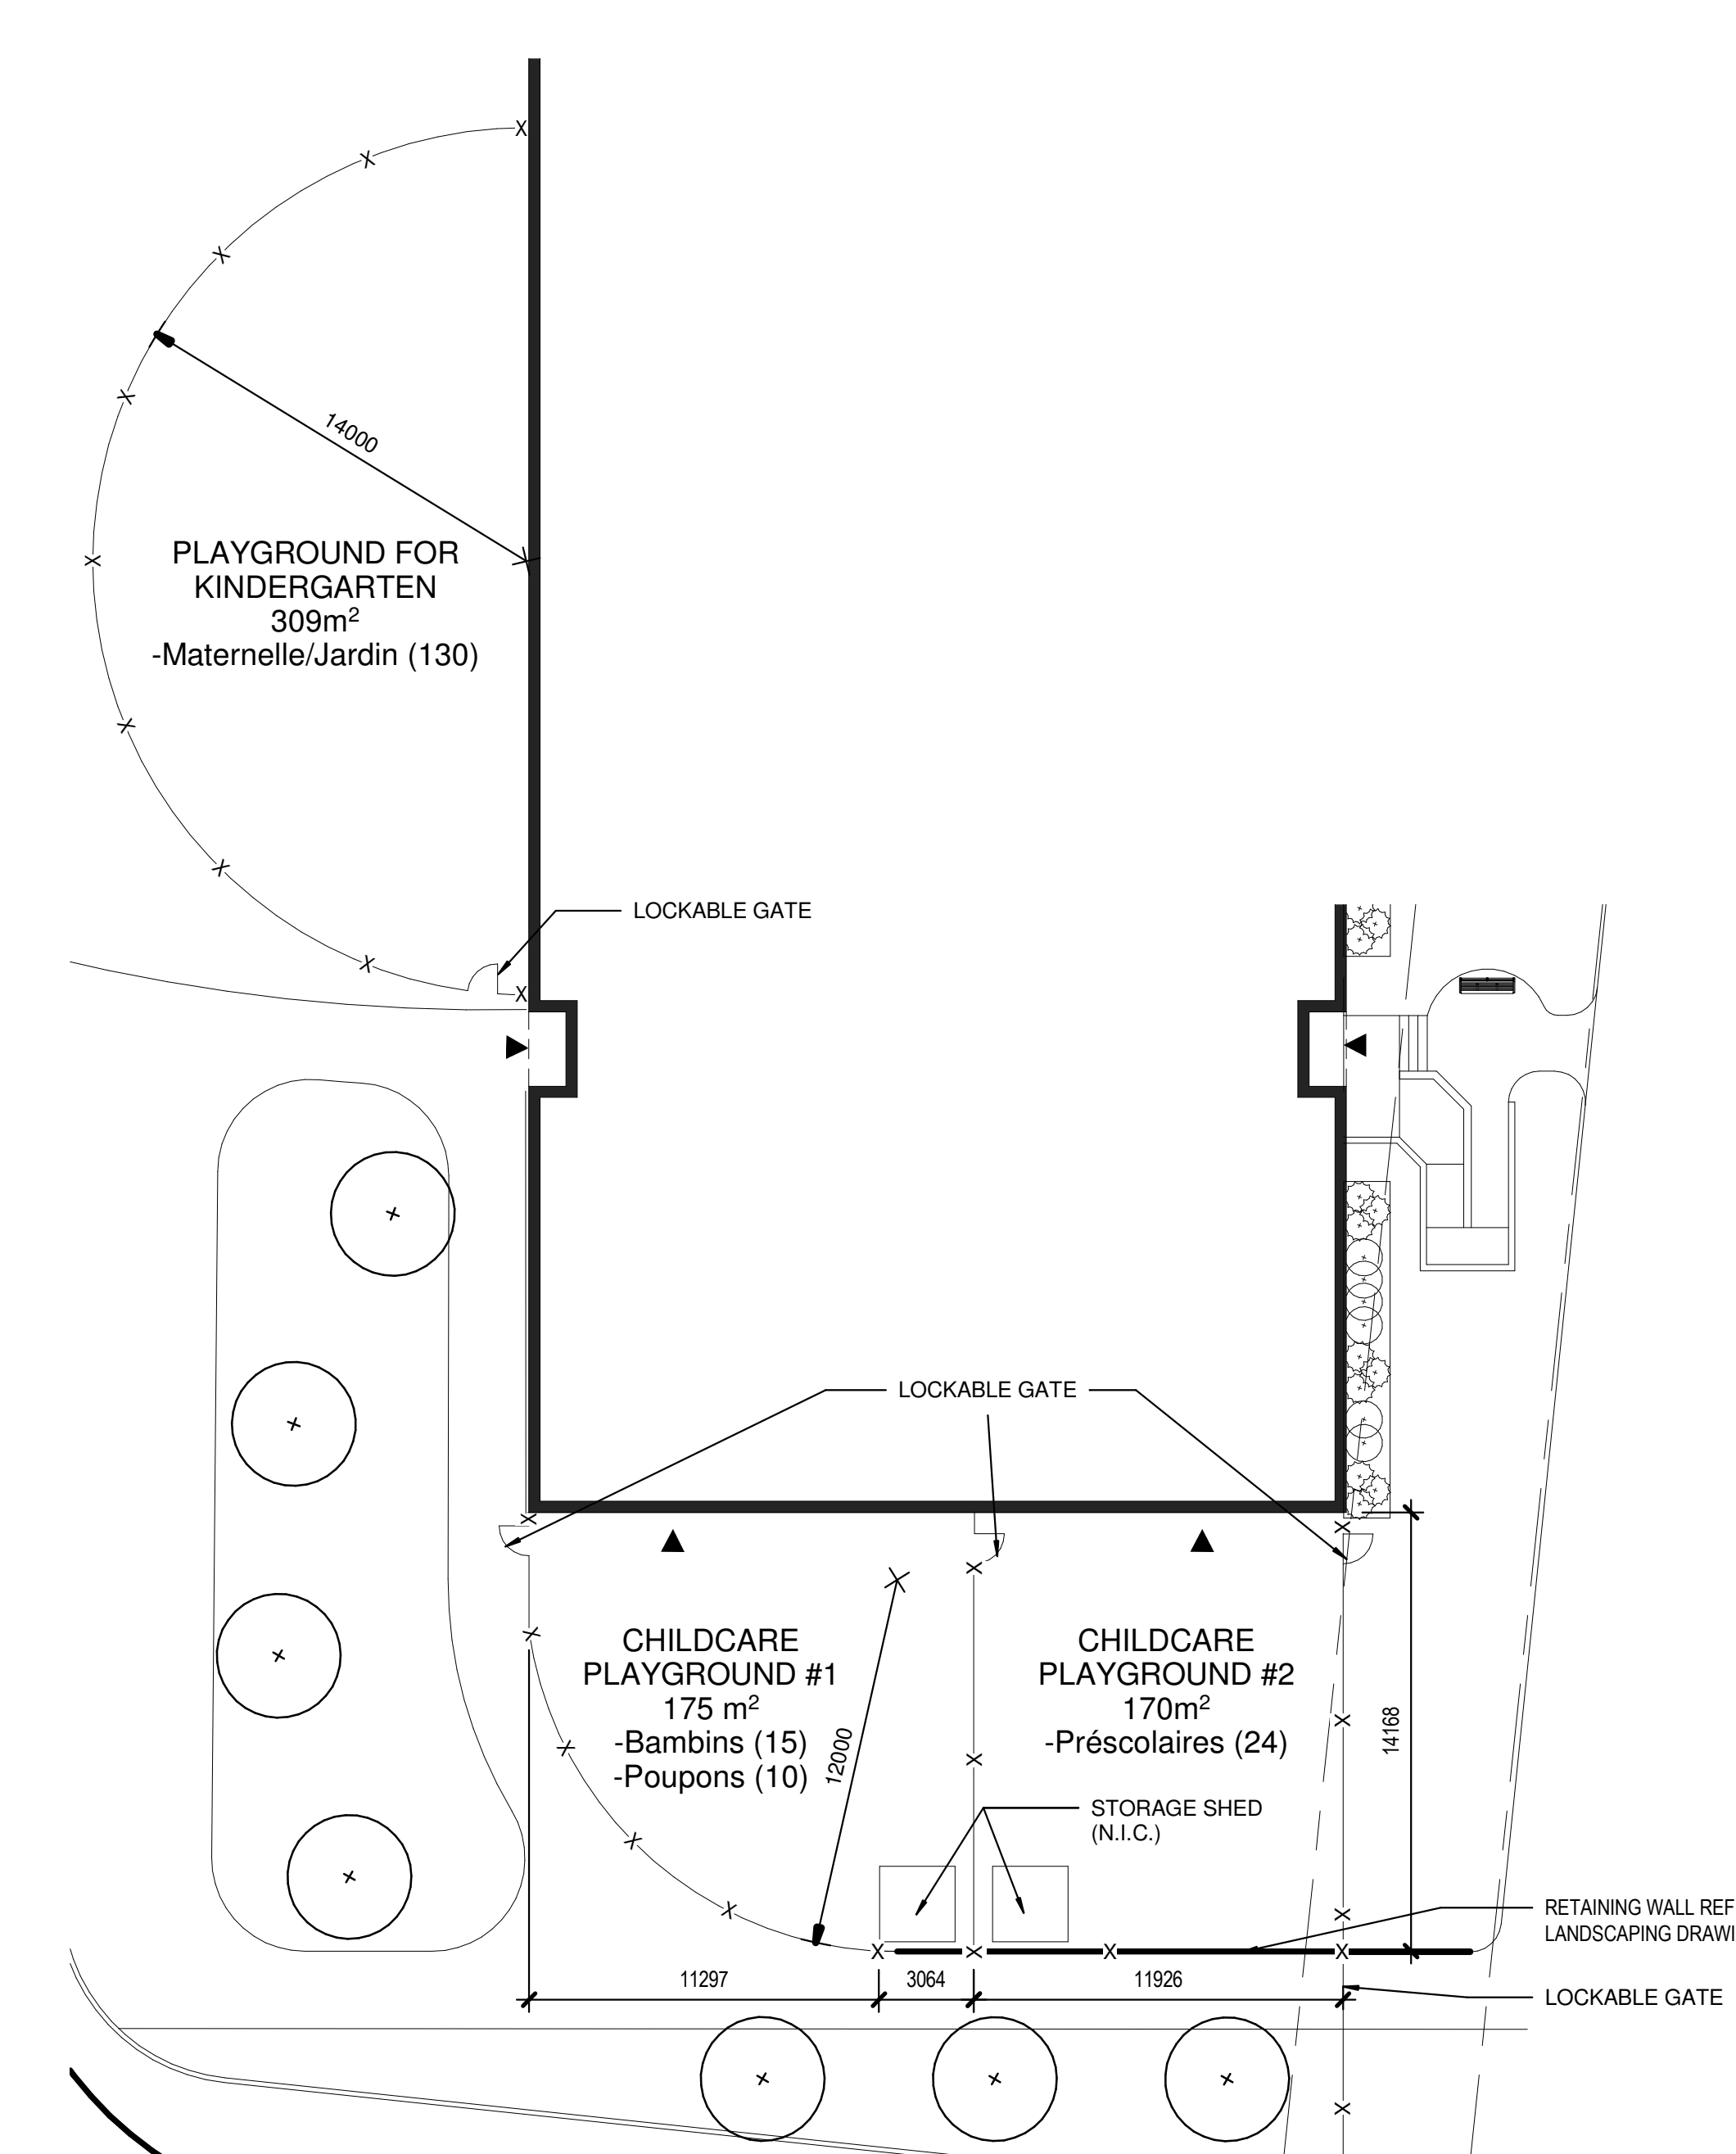 14000
PLAYGROUND FOR
KINDERGARTEN
309m²
-Maternelle/Jardin (130)
LOCKABLE GATE
LOCKABLE GATE
CHILDCARE
PLAYGROUND #1
175 m²
-Bambins (15)
-Poupons (10)
12000
CHILDCARE
PLAYGROUND #2
170m²
-Préscolaires (24)
14168
STORAGE SHED
(N.I.C.)
RETAINING WALL REF
LANDSCAPING DRAWI
11297
3064
11926
LOCKABLE GATE